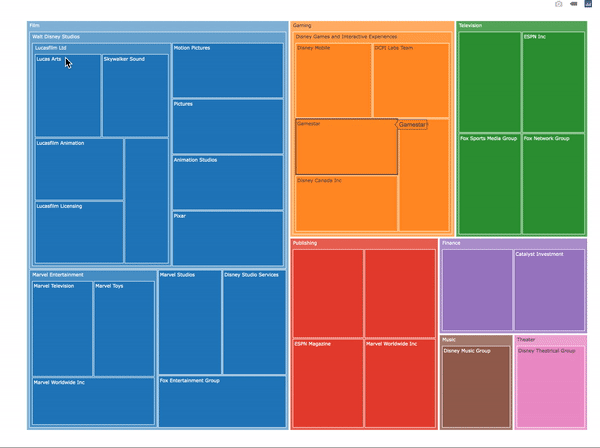 Film
Walt Disney Studios
Lucasfilm Ltd
Lucas Arts
Skywalker Sound
Lucasfilm Animation
Lucasfilm Licensing
Motion Pictures
Pictures
Animation Studios
Pixar
Marvel Entertainment
Marvel Television
Marvel Toys
Marvel Worldwide Inc
Marvel Studios
Disney Studio Services
Fox Entertainment Group
Gaming
Disney Games and Interactive Experiences
Disney Mobile
DCPI Labs Team
Gamestar
Gamestar
Disney Canada Inc
Television
ESPN Inc
Fox Sports Media Group
Fox Network Group
Publishing
ESPN Magazine
Marvel Worldwide Inc
Finance
Catalyst Investment
Music
Disney Music Group
Theater
Disney Theatrical Group